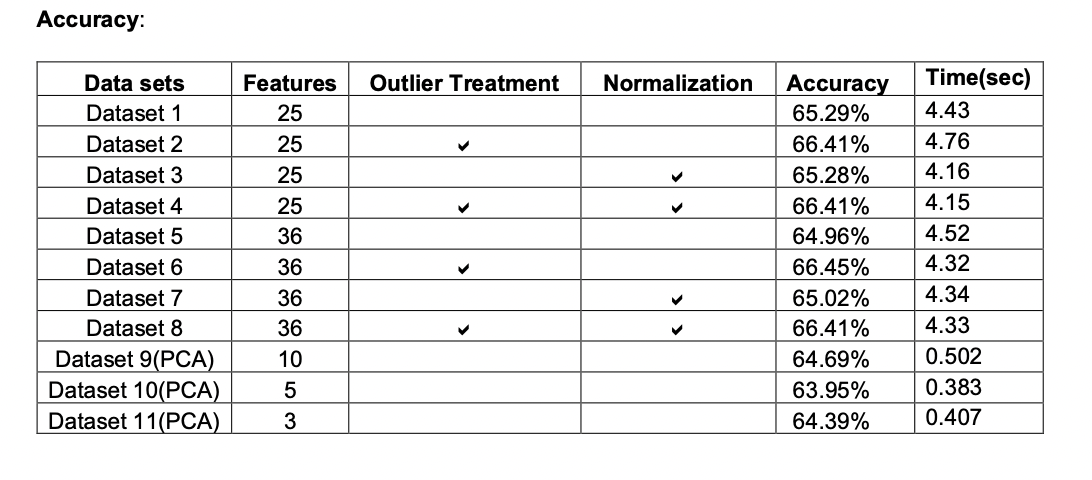 Accuracy:
Data sets Features Outlier Treatment Normalization Accuracy Time(sec)
Dataset 1 25 65.29% 4.43
Dataset 2 25 ✔ 66.41% 4.76
Dataset 3 25 ✔ 65.28% 4.16
Dataset 4 25 ✔ ✔ 66.41% 4.15
Dataset 5 36 64.96% 4.52
Dataset 6 36 ✔ 66.45% 4.32
Dataset 7 36 ✔ 65.02% 4.34
Dataset 8 36 ✔ ✔ 66.41% 4.33
Dataset 9(PCA) 10 64.69% 0.502
Dataset 10(PCA) 5 63.95% 0.383
Dataset 11(PCA) 3 64.39% 0.407